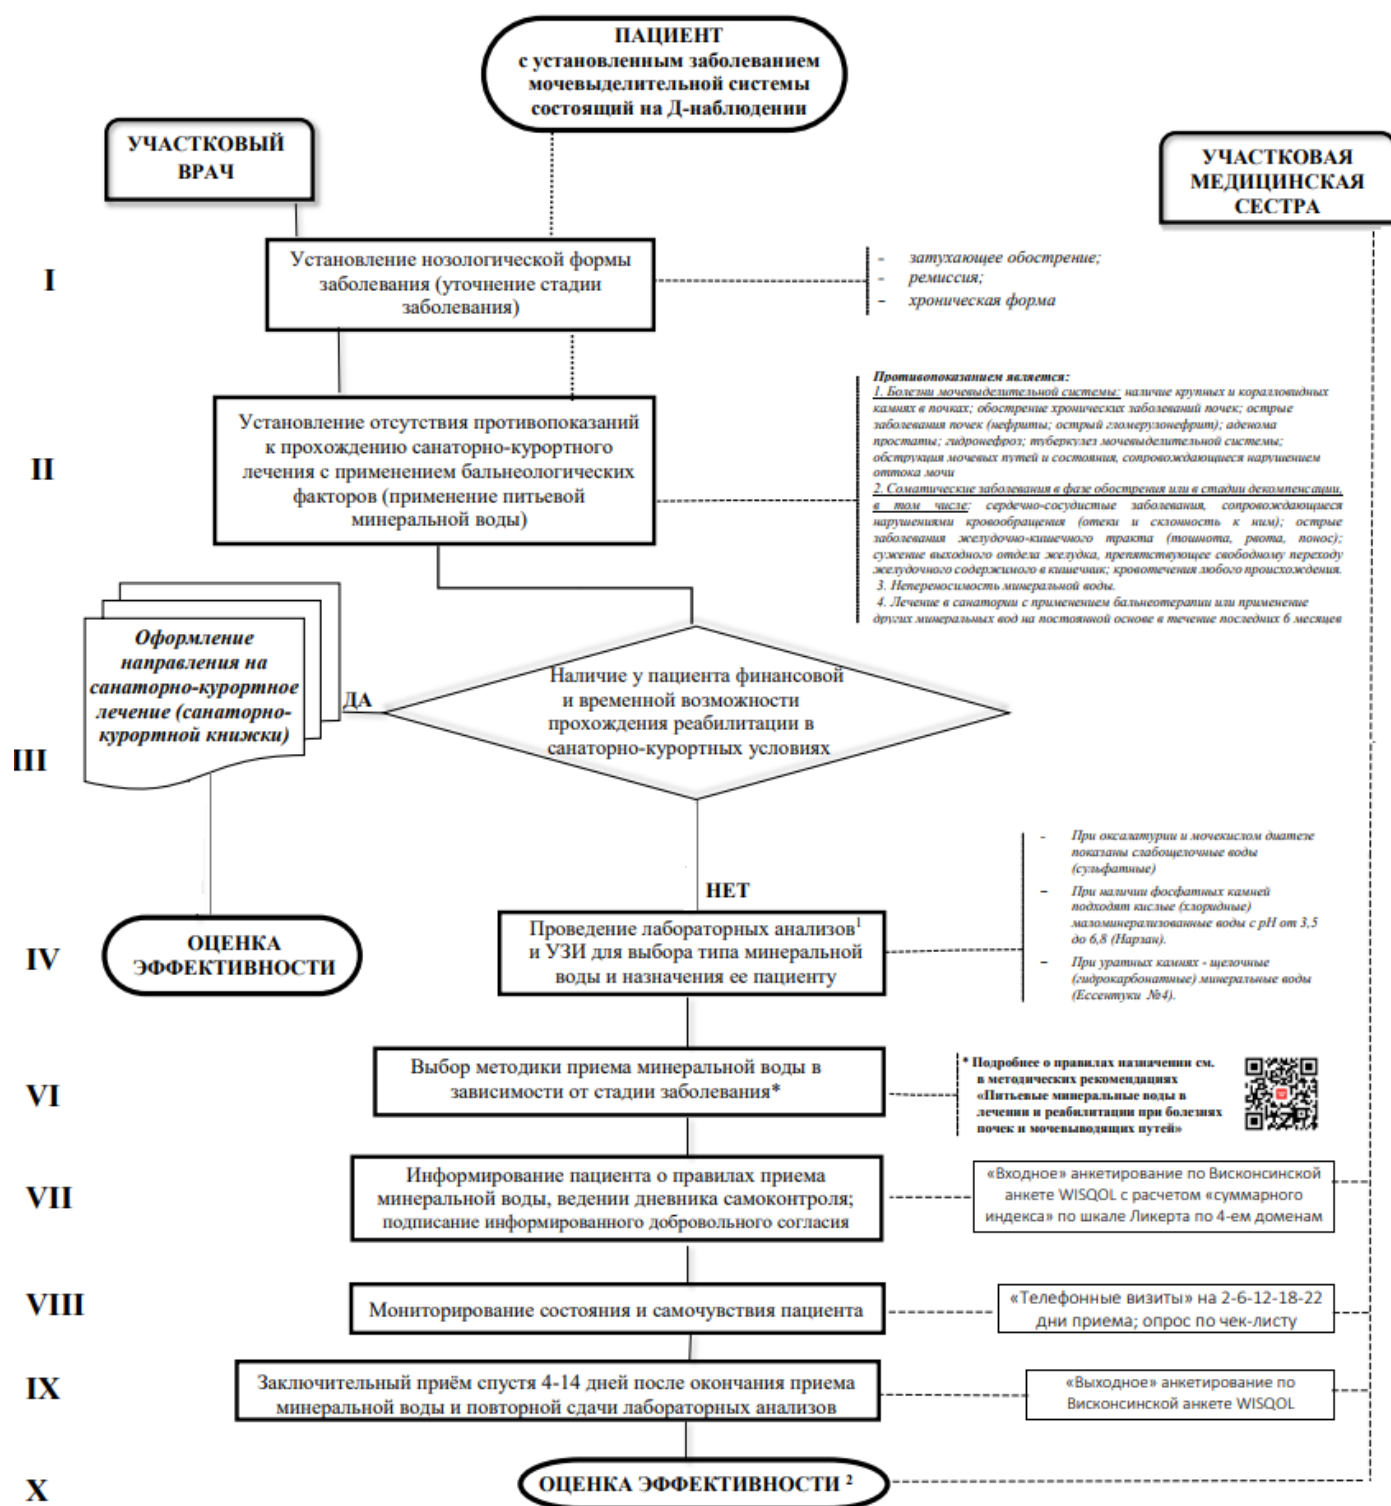 ПАЦИЕНТ
с установленным заболеванием
мочевыделительной системы
состоящий на Д-наблюдении
УЧАСТКОВЫЙ
ВРАЧ
УЧАСТКОВАЯ
МЕДИЦИНСКАЯ
СЕСТРА
I
Установление нозологической формы
заболевания (уточнение стадии
заболевания)
- затухающее обострение;
- ремиссия;
- хроническая форма
II
Установление отсутствия противопоказаний
к прохождению санаторно-курортного
лечения с применением бальнеологических
факторов (применение питьевой
минеральной воды)
Противопоказанием является:
1. Болезни мочевыделительной системы: наличие крупных и коралловидных
камнях в почках; обострение хронических заболеваний почек; острые
заболевания почек (нефриты; острый гломерулонефрит); аденома
простаты; гидронефроз; туберкулез мочевыделительной системы;
обструкция мочевых путей и состояния, сопровождающиеся нарушением
оттока мочи
2. Соматические заболевания в фазе обострения или в стадии декомпенсации,
в том числе: сердечно-сосудистые заболевания, сопровождающиеся
нарушениями кровообращения (отеки и склонность к ним); острые
заболевания желудочно-кишечного тракта (тошнота, рвота, понос);
сужение выходного отдела желудка, препятствующее свободному переходу
желудочного содержимого в кишечник; кровотечения любого происхождения.
3. Непереносимость минеральной воды.
4. Лечение в санатории с применением бальнеотерапии или применение
других минеральных вод на постоянной основе в течение последних 6 месяцев
III
Оформление
направления на
санаторно-курортное
лечение (санаторно-
курортной книжки)
ДА
Наличие у пациента финансовой
и временной возможности
прохождения реабилитации в
санаторно-курортных условиях
НЕТ
IV
ОЦЕНКА
ЭФФЕКТИВНОСТИ
Проведение лабораторных анализов1
и УЗИ для выбора типа минеральной
воды и назначения ее пациенту
- При оксалатурии и мочекислом диатезе
показаны слабощелочные воды
(сульфатные)
- При наличии фосфатных камней
подходят кислые (хлоридные)
маломинерализованные воды с pH от 3,5
до 6,8 (Нарзан).
- При уратных камнях - щелочные
(гидрокарбонатные) минеральные воды
(Ессентуки №4).
VI
Выбор методики приема минеральной воды в
зависимости от стадии заболевания*
* Подробнее о правилах назначении см.
в методических рекомендациях
«Питьевые минеральные воды в
лечении и реабилитации при болезнях
почек и мочевыводящих путей»
VII
Информирование пациента о правилах приема
минеральной воды, ведении дневника самоконтроля;
подписание информированного добровольного согласия
«Входное» анкетирование по Висконсинской
анкете WISQOL с расчетом «суммарного
индекса» по шкале Ликерта по 4-ем доменам
VIII
Мониторирование состояния и самочувствия пациента
«Телефонные визиты» на 2-6-12-18-22
дни приема; опрос по чек-листу
IX
Заключительный приём спустя 4-14 дней после окончания приема
минеральной воды и повторной сдачи лабораторных анализов
«Выходное» анкетирование по
Висконсинской анкете WISQOL
X
ОЦЕНКА ЭФФЕКТИВНОСТИ 2